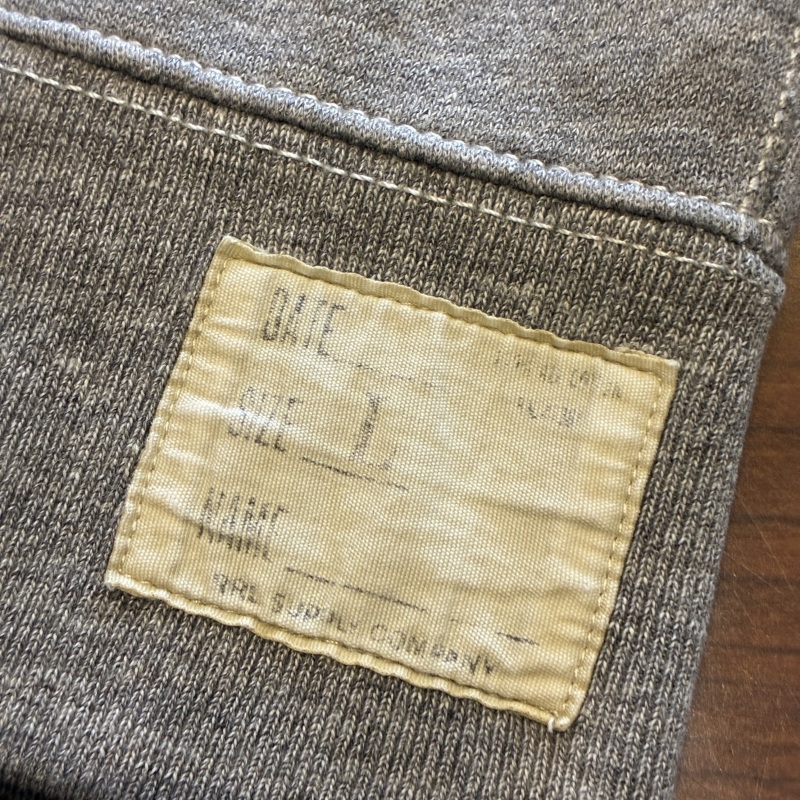 DATE
SIZE L
NAME
RRL SUPPLY COMPANY